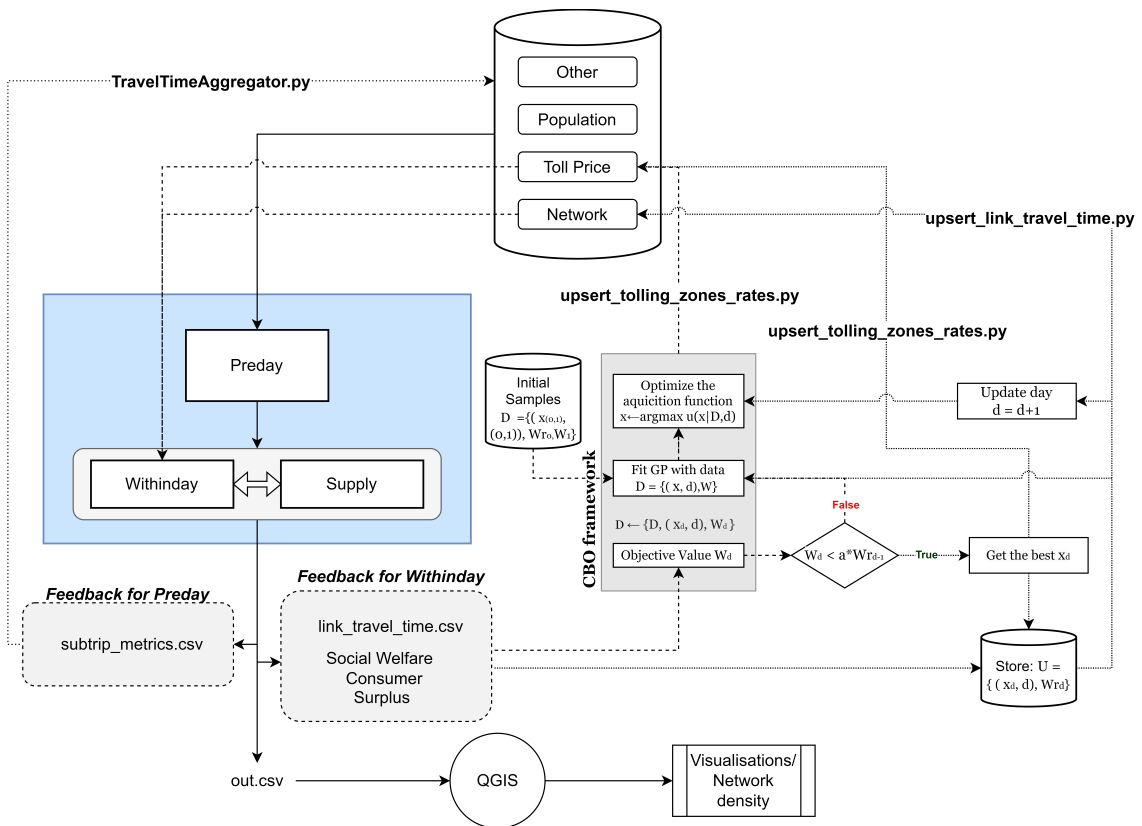 Other
TravelTimeAggregator.py
Population
Toll Price
Network
upsert_link_travel_time.py
upsert_tolling_zones_rates.py
upsert_tolling_zones_rates.py
Preday
Withinday
Supply
Initial
Samples
D ={( x(0,1),
(0,1)), Wr0,W1}
CBO framework
Optimize the
aquicition function
x←argmax u(x|D,d)
Update day
d = d+1
Fit GP with data
D = {( x, d),W}
D ← {D, ( xd, d), Wd }
Objective Value Wd
False
Wd < a*Wrd-1
True
Get the best xd
Store: U =
{ ( xd, d), Wrd}
Feedback for Preday
subtrip_metrics.csv
Feedback for Withinday
link_travel_time.csv
Social Welfare
Consumer
Surplus
out.csv
QGIS
Visualisations/
Network
density